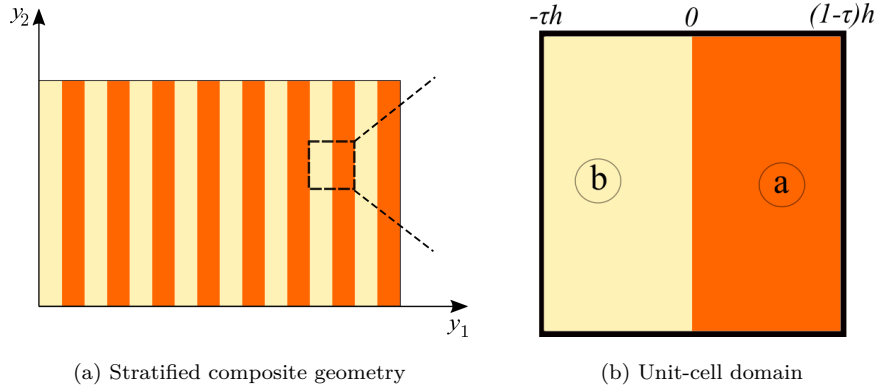 y2
y1
(a) Stratified composite geometry
-τh 0 (1-τ)h
b
a
(b) Unit-cell domain